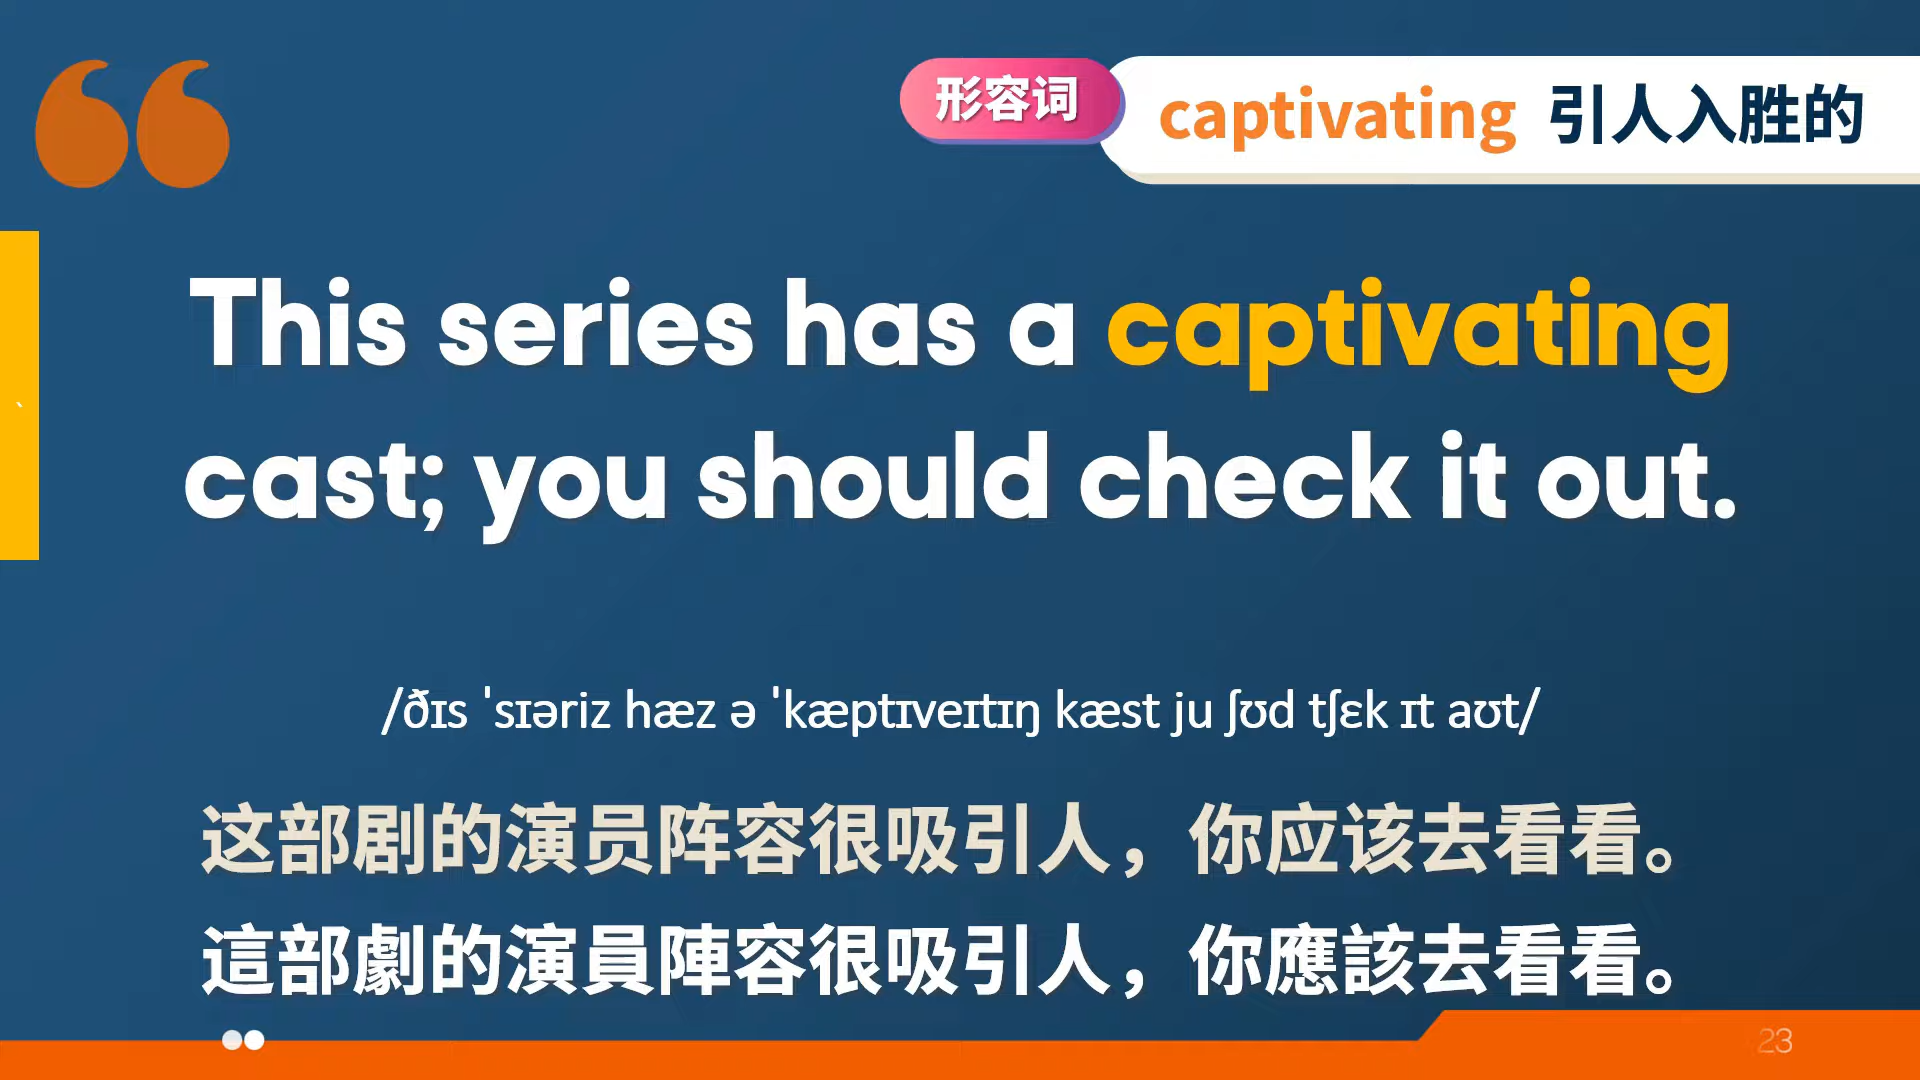 形容词
captivating 引人入胜的
This series has a captivating
cast; you should check it out.
/ðɪs ˈsɪəriz hæz ə ˈkæptɪveɪtɪŋ kæst ju ʃʊd tʃɛk ɪt aʊt/
这部剧的演员阵容很吸引人，你应该去看看。
這部劇的演員陣容很吸引人，你應該去看看。
23